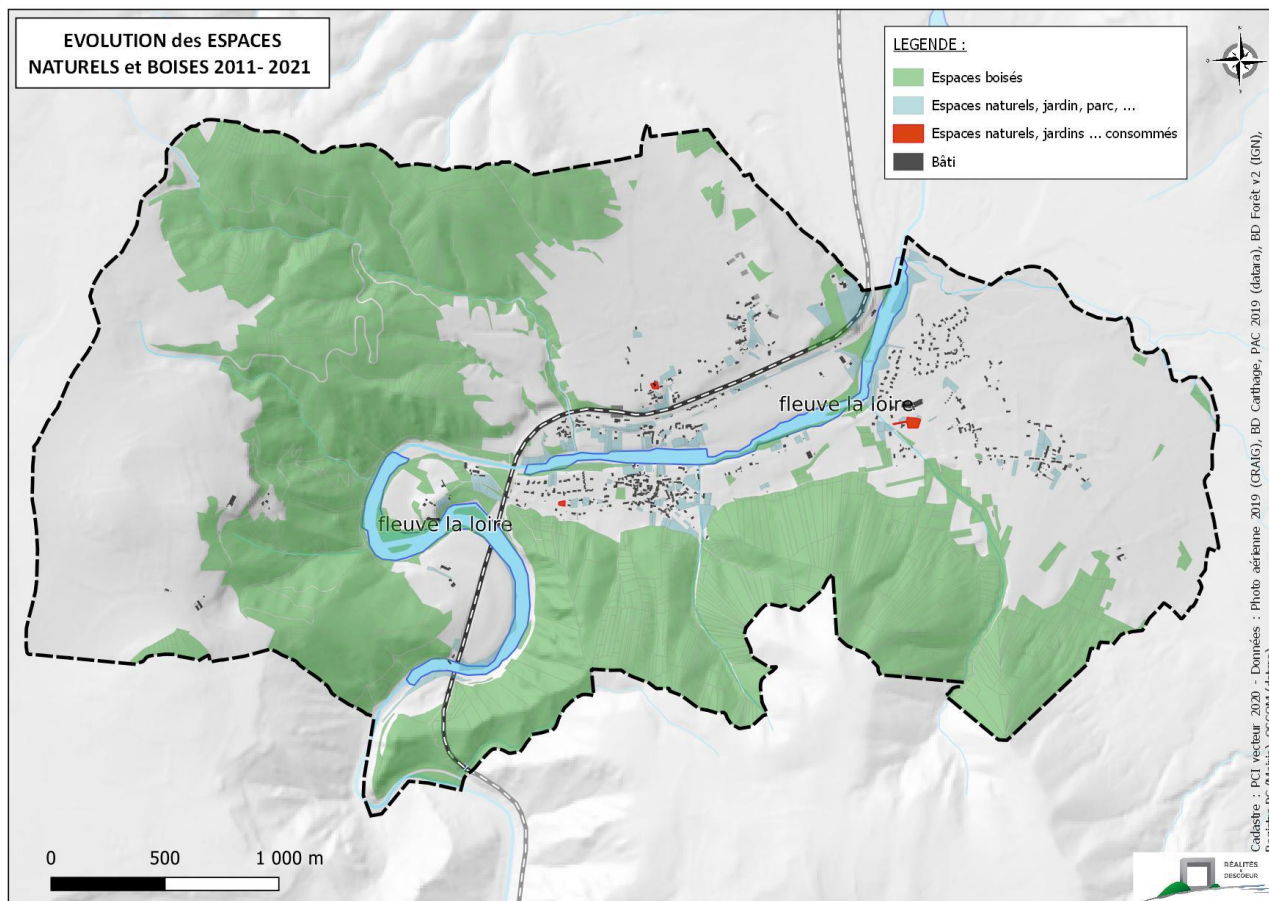 EVOLUTION des ESPACES
NATURELS et BOISES 2011- 2021
LEGENDE :
Espaces boisés
Espaces naturels, jardin, parc, ...
Espaces naturels, jardins ... consommés
Bâti
fleuve la loire
fleuve la loire
0 500 1 000 m
Cadastre : PCI vecteur 2020 - Données : Photo aérienne 2019 (CRAIG), BD Carthage, PAC 2019 (datara), BD Forêt v2 (IGN),
RÉALITÉS
&
DESCOEUR